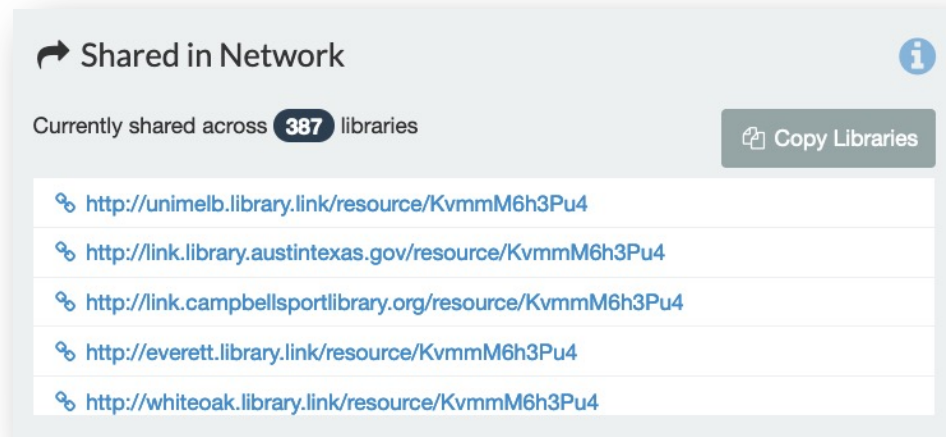 Shared in Network
Currently shared across 387 libraries
Copy Libraries
http://unimelb.library.link/resource/KvmmM6h3Pu4
http://link.library.austintexas.gov/resource/KvmmM6h3Pu4
http://link.campbellsportlibrary.org/resource/KvmmM6h3Pu4
http://everett.library.link/resource/KvmmM6h3Pu4
http://whiteoak.library.link/resource/KvmmM6h3Pu4